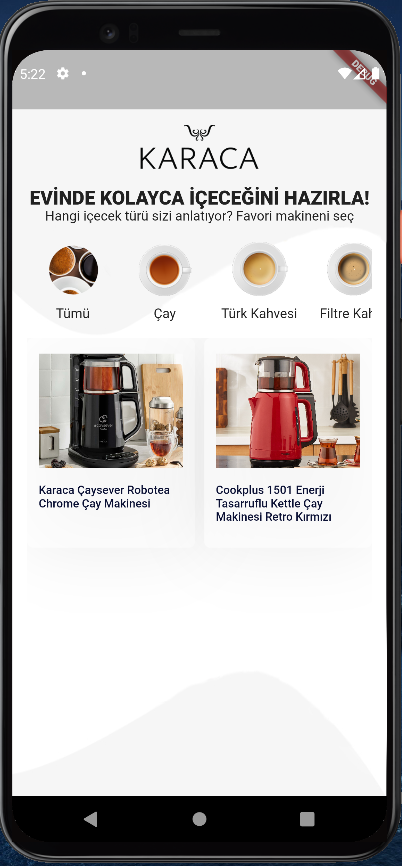 5:22
DEBUG
KARACA
EVİNDE KOLAYCA İÇECEĞİNİ HAZIRLA!
Hangi içecek türü sizi anlatıyor? Favori makineni seç
Tümü
Çay
Türk Kahvesi
Filtre Kah
Karaca Çaysever Robotea
Chrome Çay Makinesi
Cookplus 1501 Enerji
Tasarruflu Kettle Çay
Makinesi Retro Kırmızı